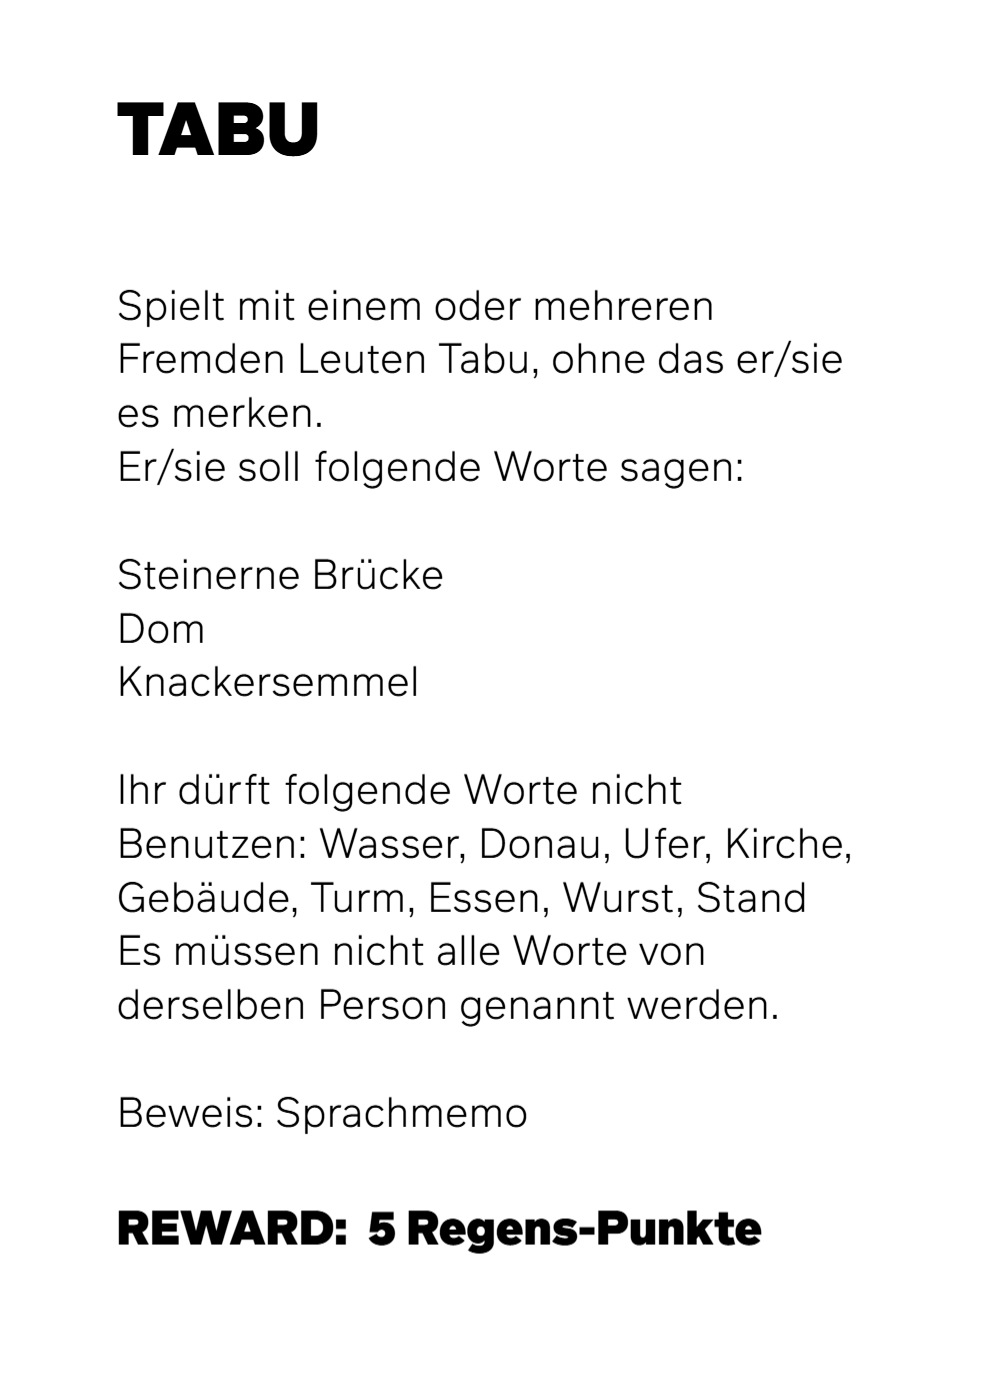 TABU
Spielt mit einem oder mehreren
Fremden Leuten Tabu, ohne das er/sie
es merken.
Er/sie soll folgende Worte sagen:
Steinerne Brücke
Dom
Knackersemmel
Ihr dürft folgende Worte nicht
Benutzen: Wasser, Donau, Ufer, Kirche,
Gebäude, Turm, Essen, Wurst, Stand
Es müssen nicht alle Worte von
derselben Person genannt werden.
Beweis: Sprachmemo
REWARD: 5 Regens-Punkte